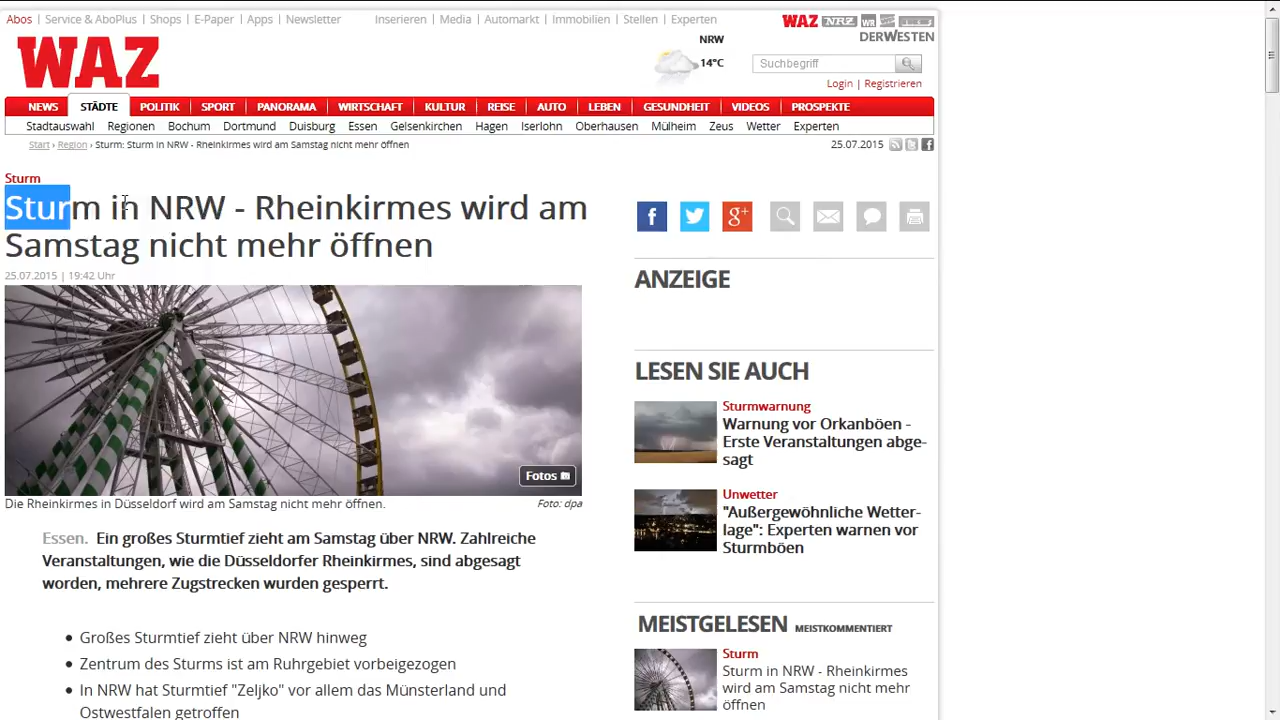 Abos | Service & AboPlus | Shops | E-Paper | Apps | Newsletter
Inserieren | Media | Automarkt | Immobilien | Stellen | Experten
WAZ NRZ WR
DERWESTEN
WAZ
NRW
14°C
Suchbegriff
Login | Registrieren
NEWS STÄDTE POLITIK SPORT PANORAMA WIRTSCHAFT KULTUR REISE AUTO LEBEN GESUNDHEIT VIDEOS PROSPEKTE
Stadtauswahl Regionen Bochum Dortmund Duisburg Essen Gelsenkirchen Hagen Iserlohn Oberhausen Mülheim Zeus Wetter Experten
Start › Region › Sturm: Sturm in NRW - Rheinkirmes wird am Samstag nicht mehr öffnen
25.07.2015
Sturm
Sturm in NRW - Rheinkirmes wird am
Samstag nicht mehr öffnen
25.07.2015 | 19:42 Uhr
Fotos
Die Rheinkirmes in Düsseldorf wird am Samstag nicht mehr öffnen.
Foto: dpa
Essen. Ein großes Sturmtief zieht am Samstag über NRW. Zahlreiche
Veranstaltungen, wie die Düsseldorfer Rheinkirmes, sind abgesagt
worden, mehrere Zugstrecken wurden gesperrt.
• Großes Sturmtief zieht über NRW hinweg
• Zentrum des Sturms ist am Ruhrgebiet vorbeigezogen
• In NRW hat Sturmtief "Zeljko" vor allem das Münsterland und
Ostwestfalen getroffen
ANZEIGE
LESEN SIE AUCH
Sturmwarnung
Warnung vor Orkanböen -
Erste Veranstaltungen abge-
sagt
Unwetter
"Außergewöhnliche Wetter-
lage": Experten warnen vor
Sturmböen
MEISTGELESEN MEISTKOMMENTIERT
Sturm
Sturm in NRW - Rheinkirmes
wird am Samstag nicht mehr
öffnen